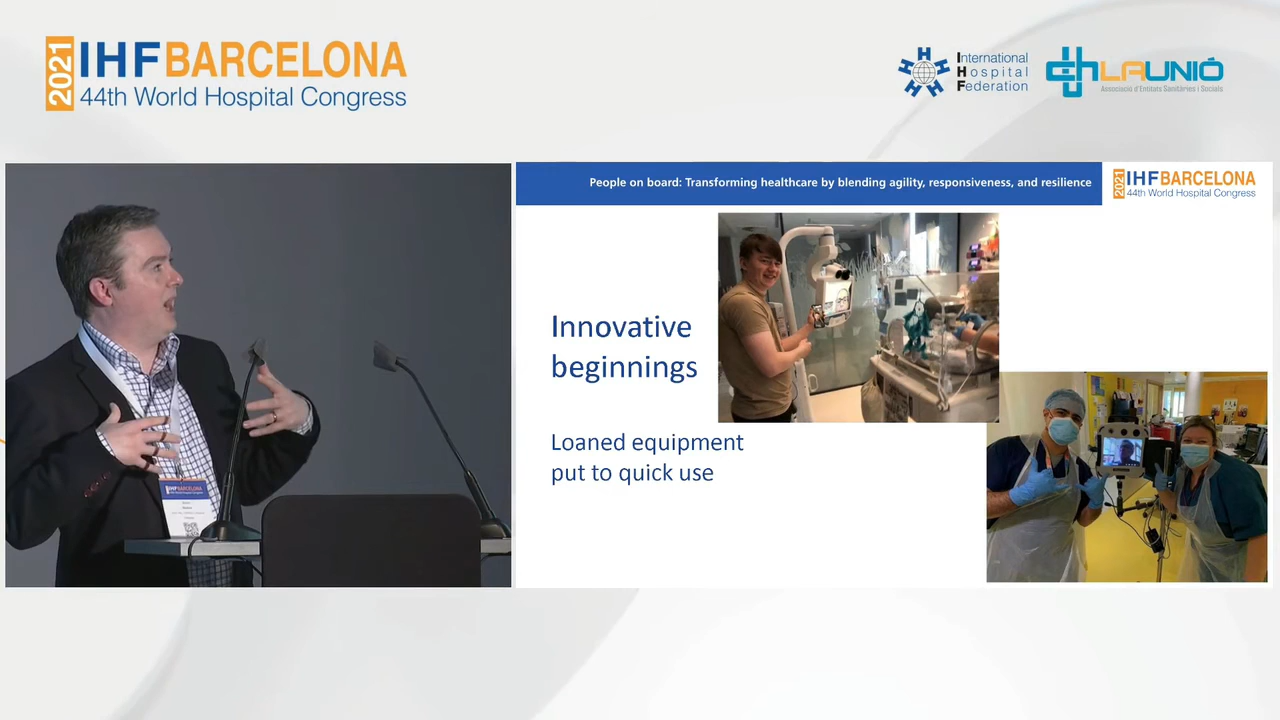 2021 IHF BARCELONA
44th World Hospital Congress
International
Hospital
Federation
LAUNIÓ
Associació d'Entitats Sanitàries i Socials
People on board: Transforming healthcare by blending agility, responsiveness, and resilience
2021 IHF BARCELONA
44th World Hospital Congress
Innovative
beginnings
Loaned equipment
put to quick use
IHFBARCELONA